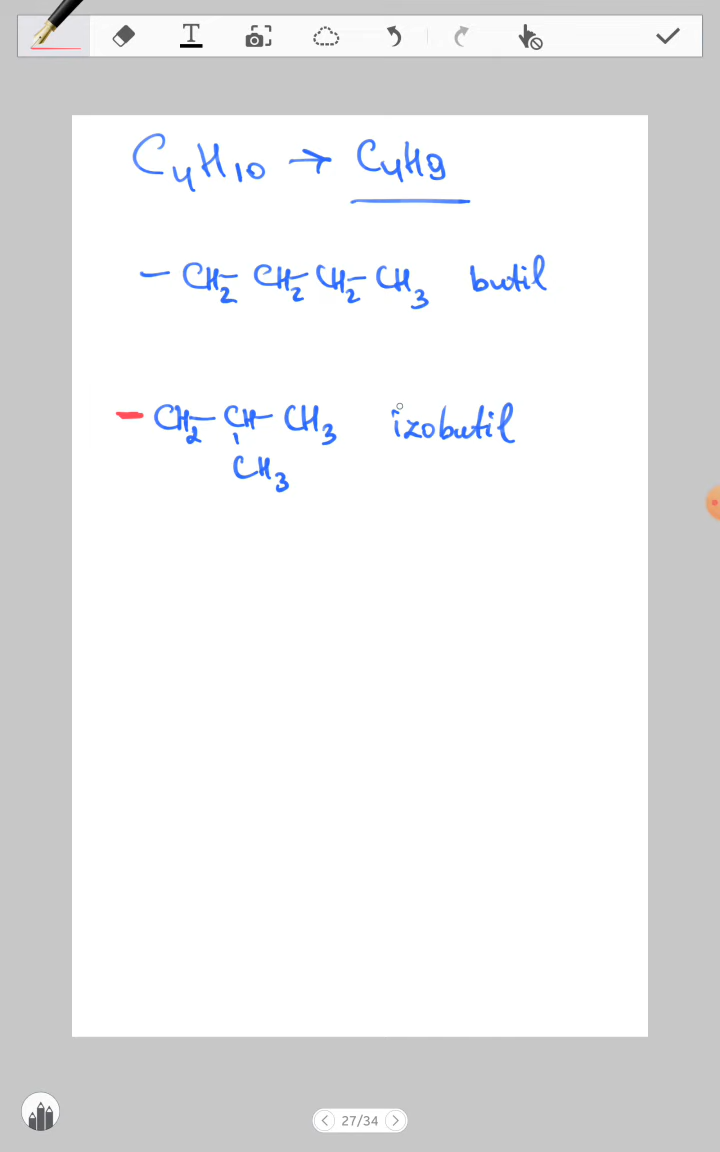 T
C4H10 → C4H9
– CH2– CH2– CH2– CH3 butil
– CH2– CH– CH3 izobutil
CH3
27/34